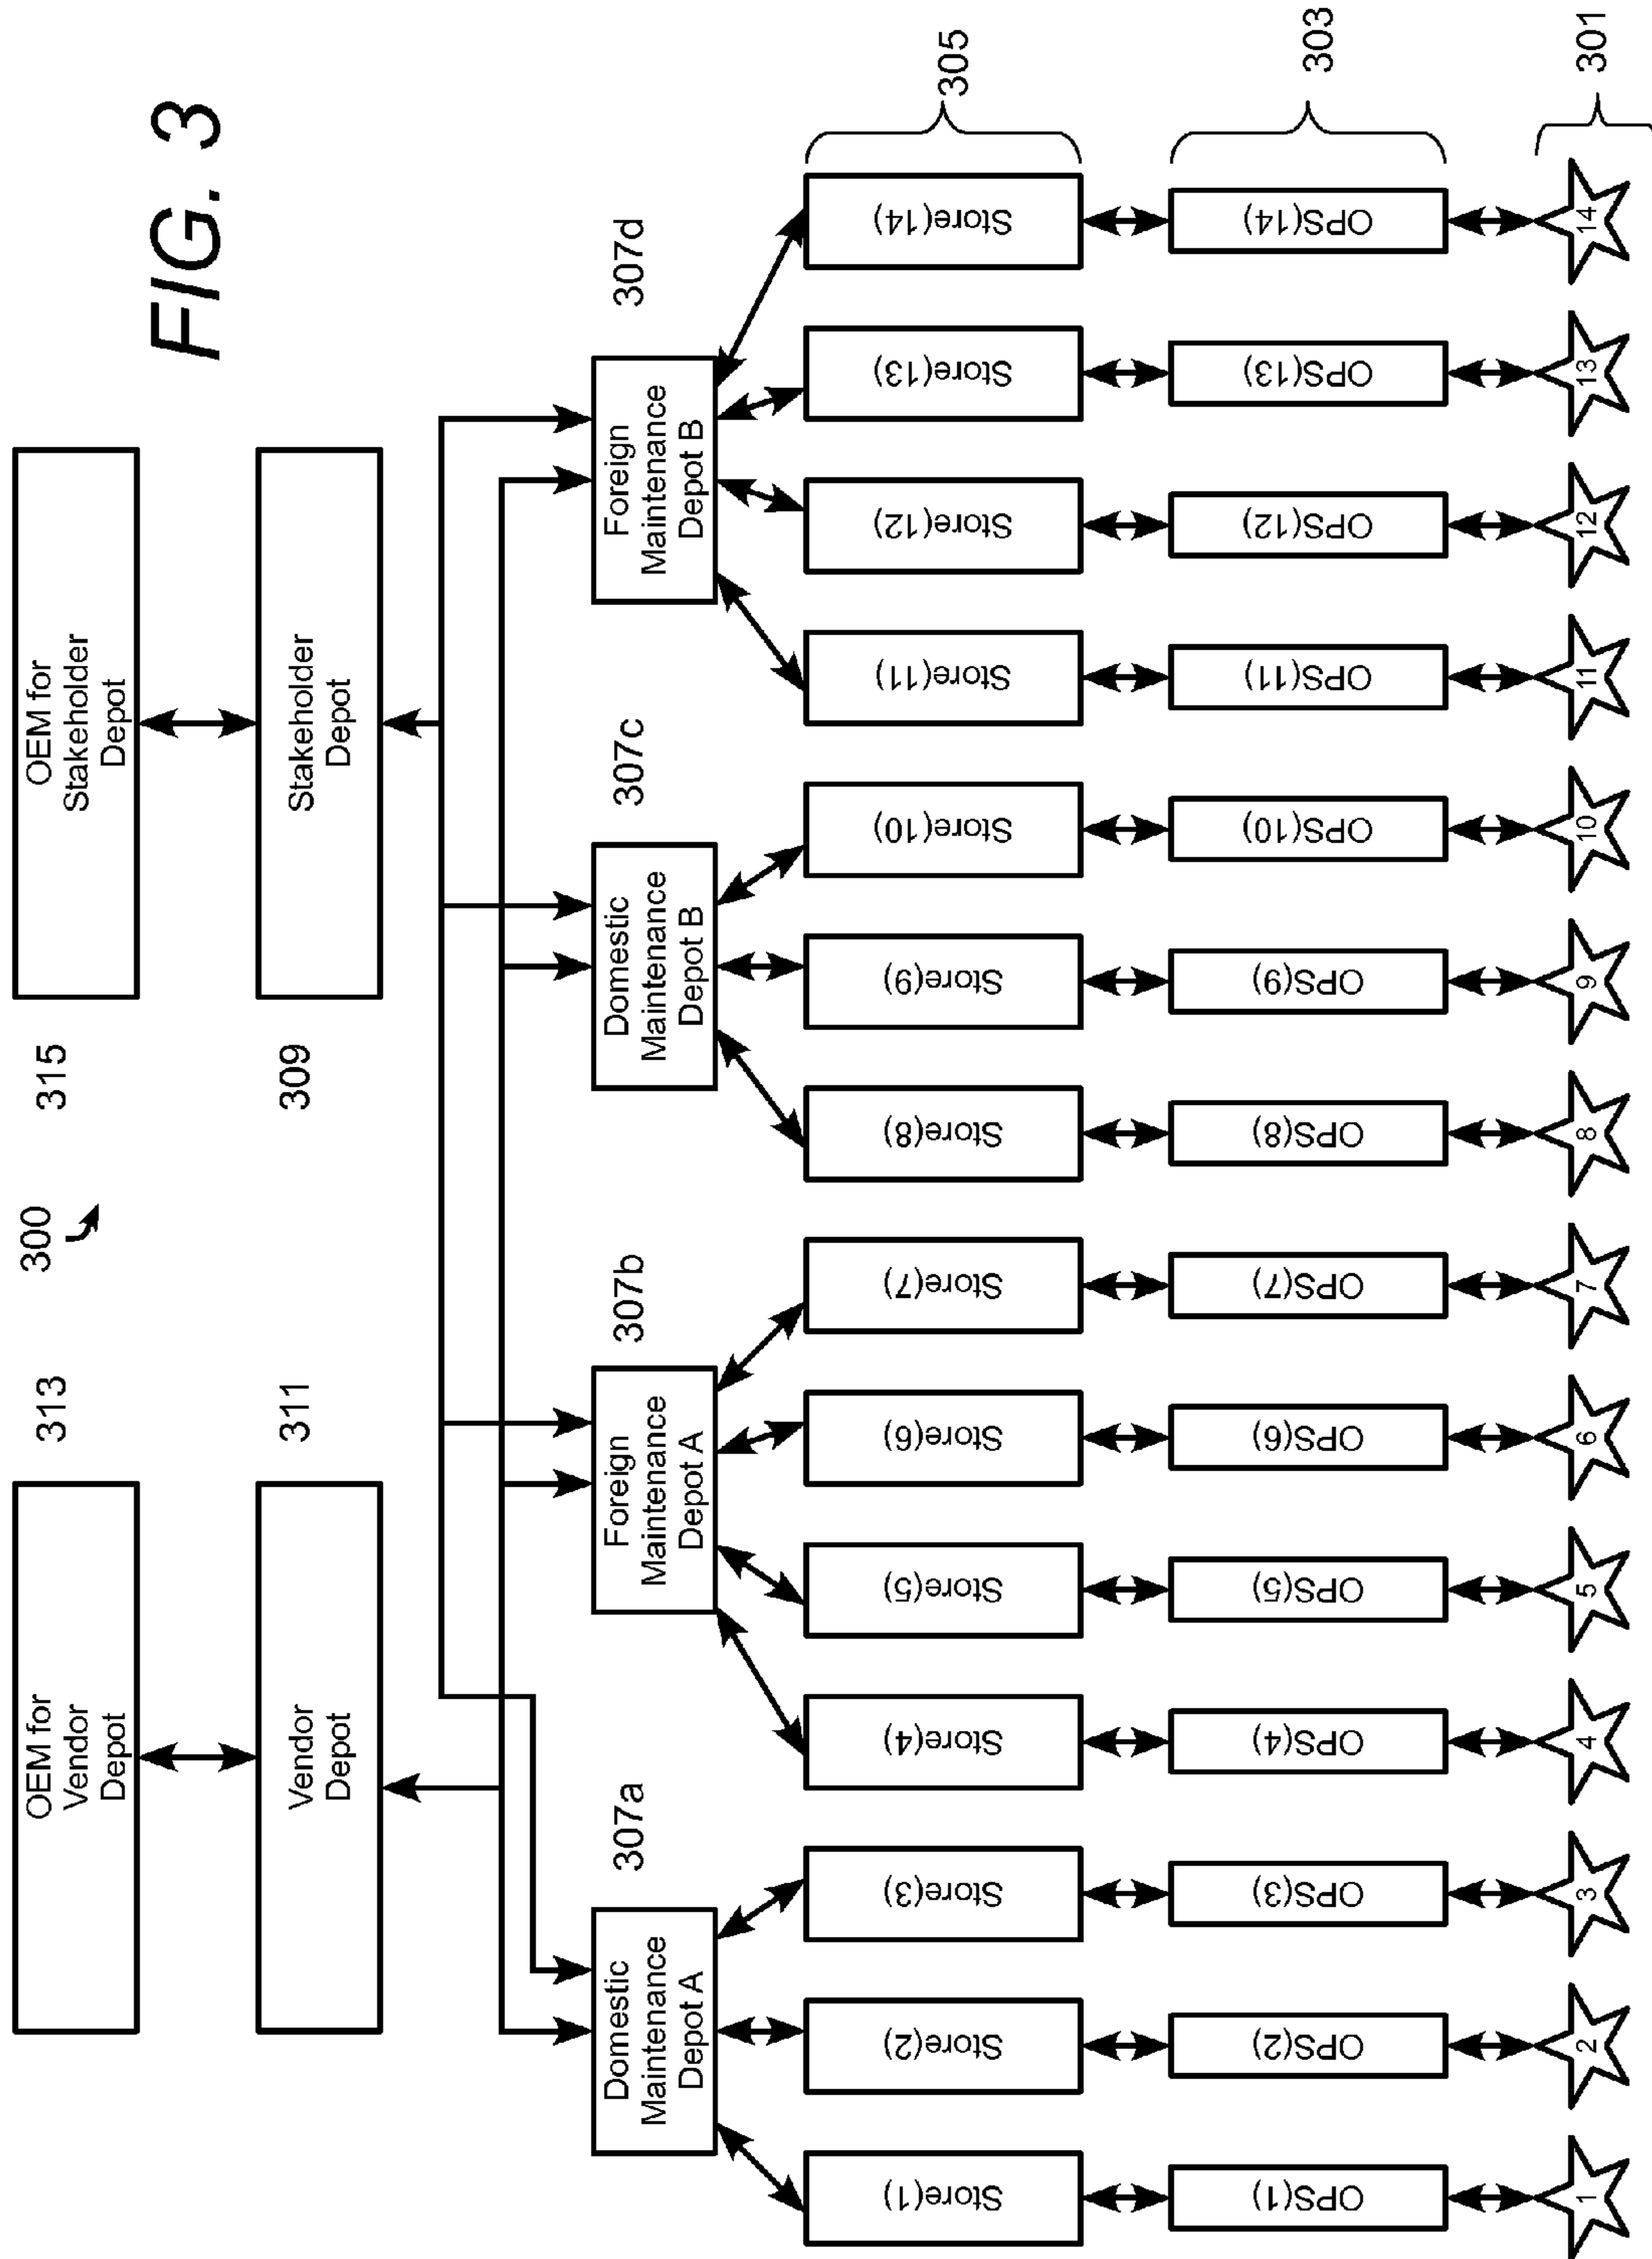 FIG. 3
300
313
OEM for
Vendor
Depot
315
OEM for
Stakeholder
Depot
311
Vendor
Depot
309
Stakeholder
Depot
307a
Domestic
Maintenance
Depot A
307b
Foreign
Maintenance
Depot A
307c
Domestic
Maintenance
Depot B
307d
Foreign
Maintenance
Depot B
Store(1)
Store(2)
Store(3)
Store(4)
Store(5)
Store(6)
Store(7)
Store(8)
Store(9)
Store(10)
Store(11)
Store(12)
Store(13)
Store(14)
305
OPS(1)
OPS(2)
OPS(3)
OPS(4)
OPS(5)
OPS(6)
OPS(7)
OPS(8)
OPS(9)
OPS(10)
OPS(11)
OPS(12)
OPS(13)
OPS(14)
303
1
2
3
4
5
6
7
8
9
10
11
12
13
14
301